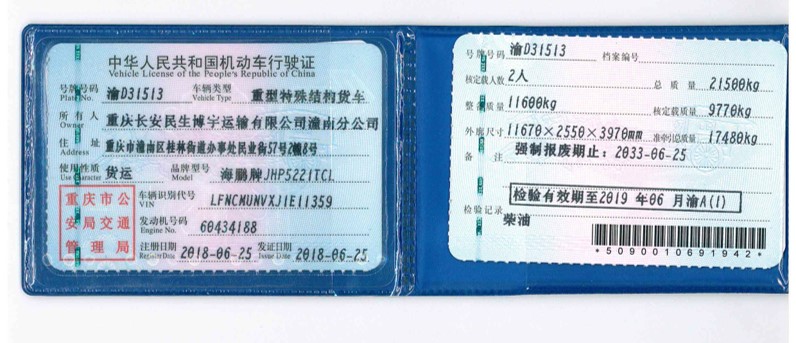 中华人民共和国机动车行驶证
Vehicle License of the People's Republic of China
号牌号码 渝D31513 车辆类型 重型特殊结构货车
Plate No. Vehicle Type
所有人 重庆长安民生博宇运输有限公司潼南分公司
Owner
住址 重庆市潼南区桂林街道办事处民业街57号2幢8号
Address
使用性质 货运 品牌型号 海鹏牌JHP5221TCL
Use Character Model
重庆市公安局交通管理局
车辆识别代号 LFNCMUNVXJ1E11359
VIN
发动机号码 60434188
Engine No.
注册日期 2018-06-25 发证日期 2018-06-25
Register Date Issue Date
号牌号码 渝D31513 档案编号
核定载人数 2人 总质量 21500kg
整备质量 11600kg 核定载质量 9770kg
外廓尺寸 11670×2550×3970mm 准牵引总质量 17480kg
备注 强制报废期止：2033-06-25
检验有效期至2019 年06 月渝A(1)
检验记录
柴油
*5090010691942*